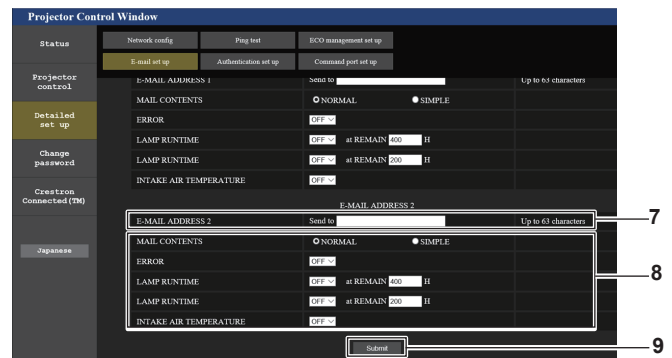 Projector Control Window
Status
Network config Ping test ECO management set up
E-mail set up Authentication set up Command port set up
Projector control
Detailed set up
Change password
Crestron Connected(TM)
Japanese
E-MAIL ADDRESS 1 Send to Up to 63 characters
MAIL CONTENTS NORMAL SIMPLE
ERROR OFF
LAMP RUNTIME OFF at REMAIN 400 H
LAMP RUNTIME OFF at REMAIN 200 H
INTAKE AIR TEMPERATURE OFF
E-MAIL ADDRESS 2
E-MAIL ADDRESS 2 Send to Up to 63 characters 7
MAIL CONTENTS NORMAL SIMPLE
ERROR OFF 8
LAMP RUNTIME OFF at REMAIN 400 H
LAMP RUNTIME OFF at REMAIN 200 H
INTAKE AIR TEMPERATURE OFF
Submit 9